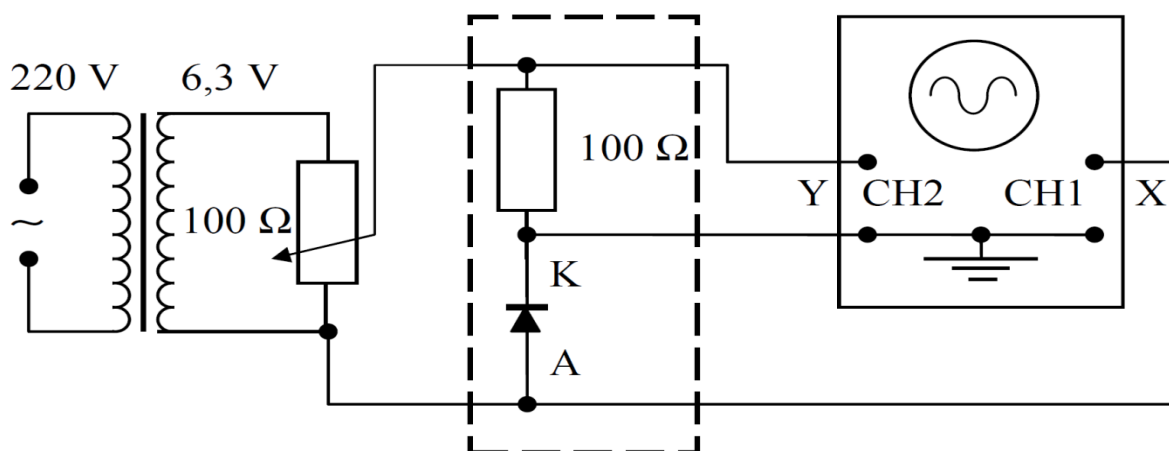 220 V
6,3 V
100 Ω
100 Ω
Y
CH2
CH1
X
K
A
~